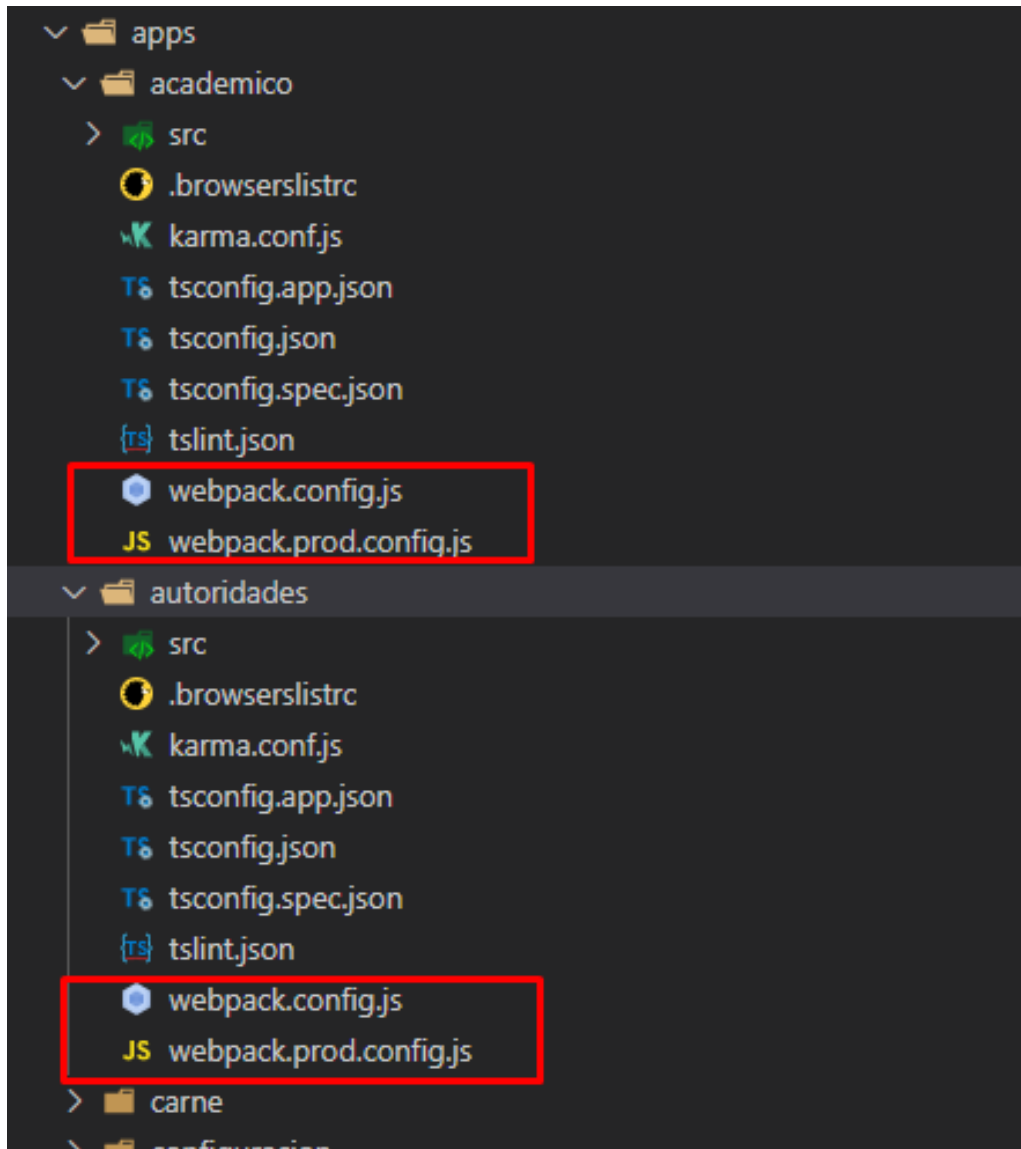 apps
academico
src
.browserslistrc
karma.conf.js
tsconfig.app.json
tsconfig.json
tsconfig.spec.json
tslint.json
webpack.config.js
JS webpack.prod.config.js
autoridades
src
.browserslistrc
karma.conf.js
tsconfig.app.json
tsconfig.json
tsconfig.spec.json
tslint.json
webpack.config.js
JS webpack.prod.config.js
carne
configuracion